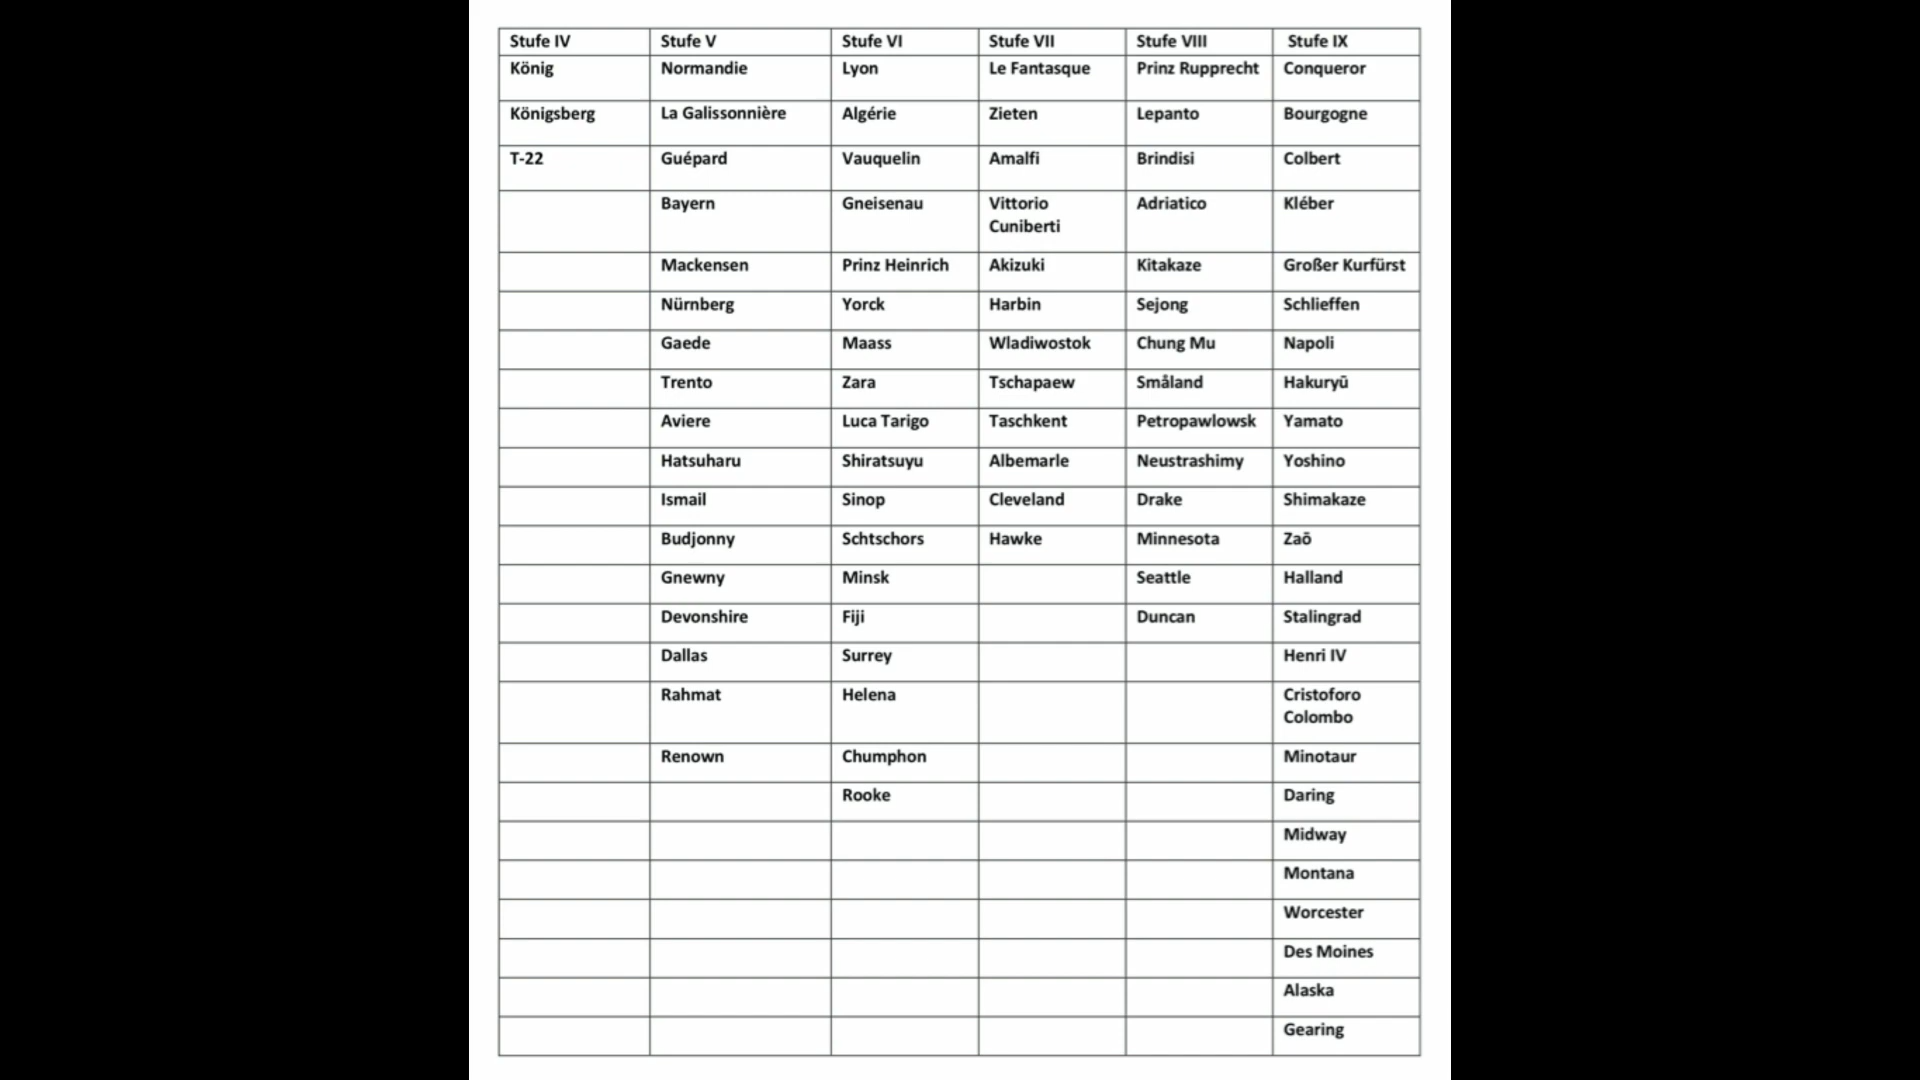 Stufe IV Stufe V Stufe VI Stufe VII Stufe VIII Stufe IX
König Normandie Lyon Le Fantasque Prinz Rupprecht Conqueror
Königsberg La Galissonnière Algérie Zieten Lepanto Bourgogne
T-22 Guépard Vauquelin Amalfi Brindisi Colbert
Bayern Gneisenau Vittorio Adriatico Kléber
Cuniberti
Mackensen Prinz Heinrich Akizuki Kitakaze Großer Kurfürst
Nürnberg Yorck Harbin Sejong Schlieffen
Gaede Maass Wladiwostok Chung Mu Napoli
Trento Zara Tschapaew Småland Hakuryū
Aviere Luca Tarigo Taschkent Petropawlowsk Yamato
Hatsuharu Shiratsuyu Albemarle Neustrashimy Yoshino
Ismail Sinop Cleveland Drake Shimakaze
Budjonny Schtschors Hawke Minnesota Zaō
Gnewny Minsk Seattle Halland
Devonshire Fiji Duncan Stalingrad
Dallas Surrey Henri IV
Rahmat Helena Cristoforo
Colombo
Renown Chumphon Minotaur
Rooke Daring
Midway
Montana
Worcester
Des Moines
Alaska
Gearing